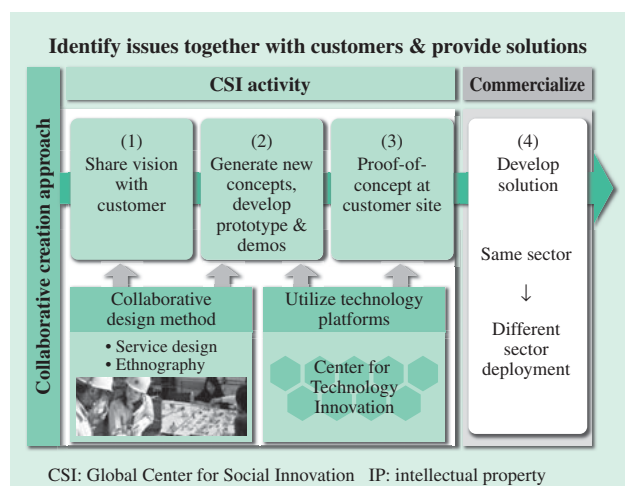 Identify issues together with customers & provide solutions
CSI activity
Commercialize
Collaborative creation approach
(1)
Share vision
with
customer
(2)
Generate new
concepts,
develop
prototype &
demos
(3)
Proof-of-
concept at
customer site
(4)
Develop
solution
Same sector
↓
Different
sector
deployment
Collaborative
design method
• Service design
• Ethnography
Utilize technology
platforms
Center for
Technology
Innovation
CSI: Global Center for Social Innovation IP: intellectual property